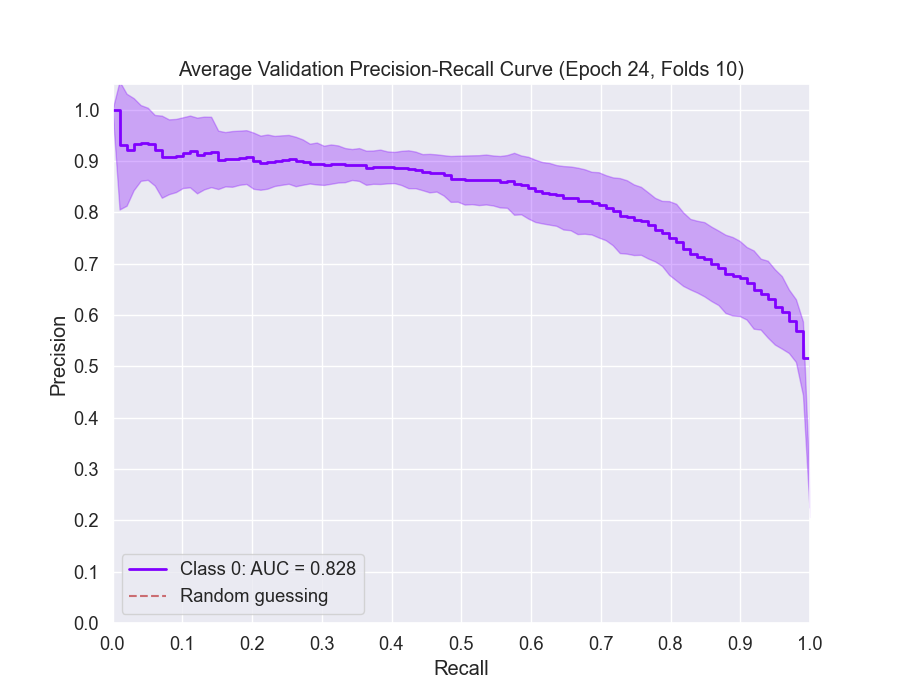 Average Validation Precision-Recall Curve (Epoch 24, Folds 10)
Precision
1.0
0.9
0.8
0.7
0.6
0.5
0.4
0.3
0.2
0.1
0.0
Class 0: AUC = 0.828
Random guessing
0.0 0.1 0.2 0.3 0.4 0.5 0.6 0.7 0.8 0.9 1.0
Recall